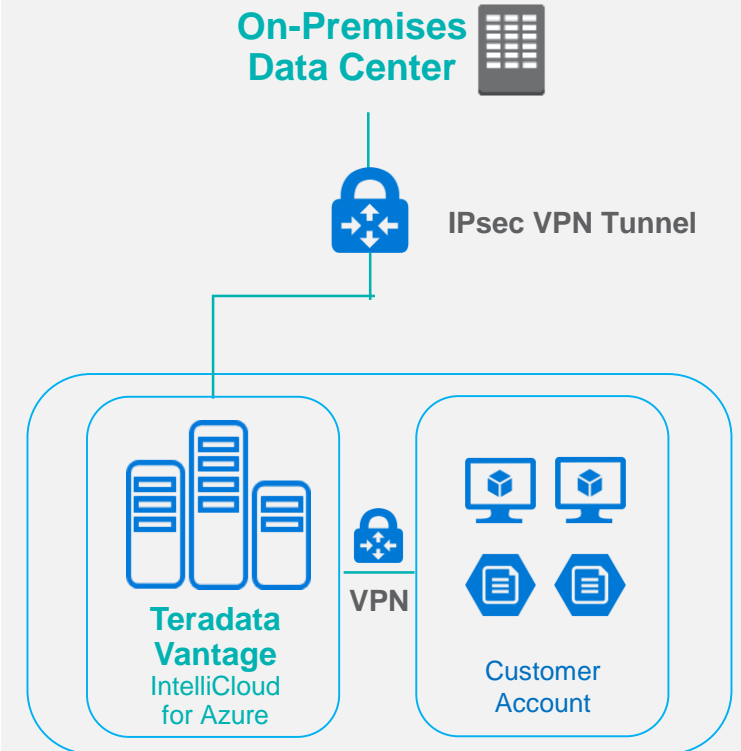 On-Premises
Data Center
IPsec VPN Tunnel
VPN
Teradata
Vantage
IntelliCloud
for Azure
Customer
Account